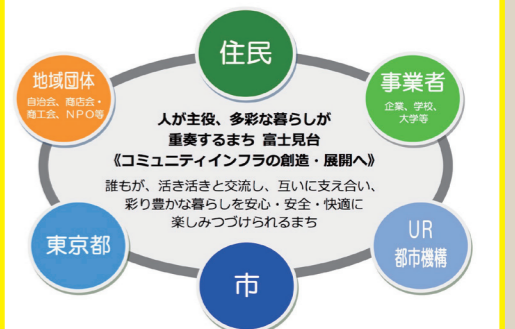 住民
地域団体
自治会、商店会・
商工会、NPO等
事業者
企業、学校、
大学等
人が主役、多彩な暮らしが
重奏するまち 富士見台
《コミュニティインフラの創造・展開へ》
誰もが、活き活きと交流し、互いに支え合い、
彩り豊かな暮らしを安心・安全・快適に
楽しみつづけられるまち
東京都
UR
都市機構
市